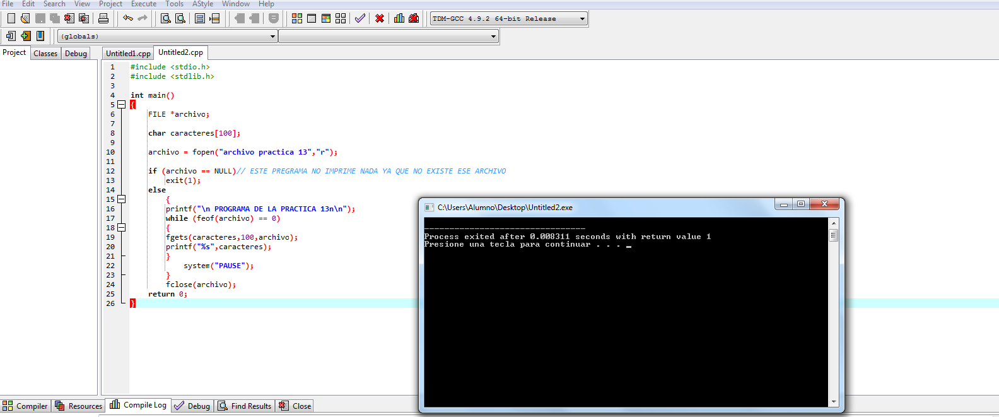 File Edit Search View Project Execute Tools AStyle Window Help
TDM-GCC 4.9.2 64-bit Release
(globals)
Project Classes Debug Untitled1.cpp Untitled2.cpp
1 #include <stdio.h>
2 #include <stdlib.h>
3
4 int main()
5 {
6 FILE *archivo;
7
8 char caracteres[100];
9
10 archivo = fopen("archivo practica 13","r");
11
12 if (archivo == NULL)// ESTE PREGRAMA NO IMPRIME NADA YA QUE NO EXISTE ESE ARCHIVO
13 exit(1);
14 else
15 {
16 printf("\n PROGRAMA DE LA PRACTICA 13n\n");
17 while (feof(archivo) == 0)
18 {
19 fgets(caracteres,100,archivo);
20 printf("%s",caracteres);
21 }
22 system("PAUSE");
23 }
24 fclose(archivo);
25 return 0;
26 }
C:\Users\Alumno\Desktop\Untitled2.exe
--------------------------------
Process exited after 0.008311 seconds with return value 1
Presione una tecla para continuar . . . _
Compiler Resources Compile Log Debug Find Results Close